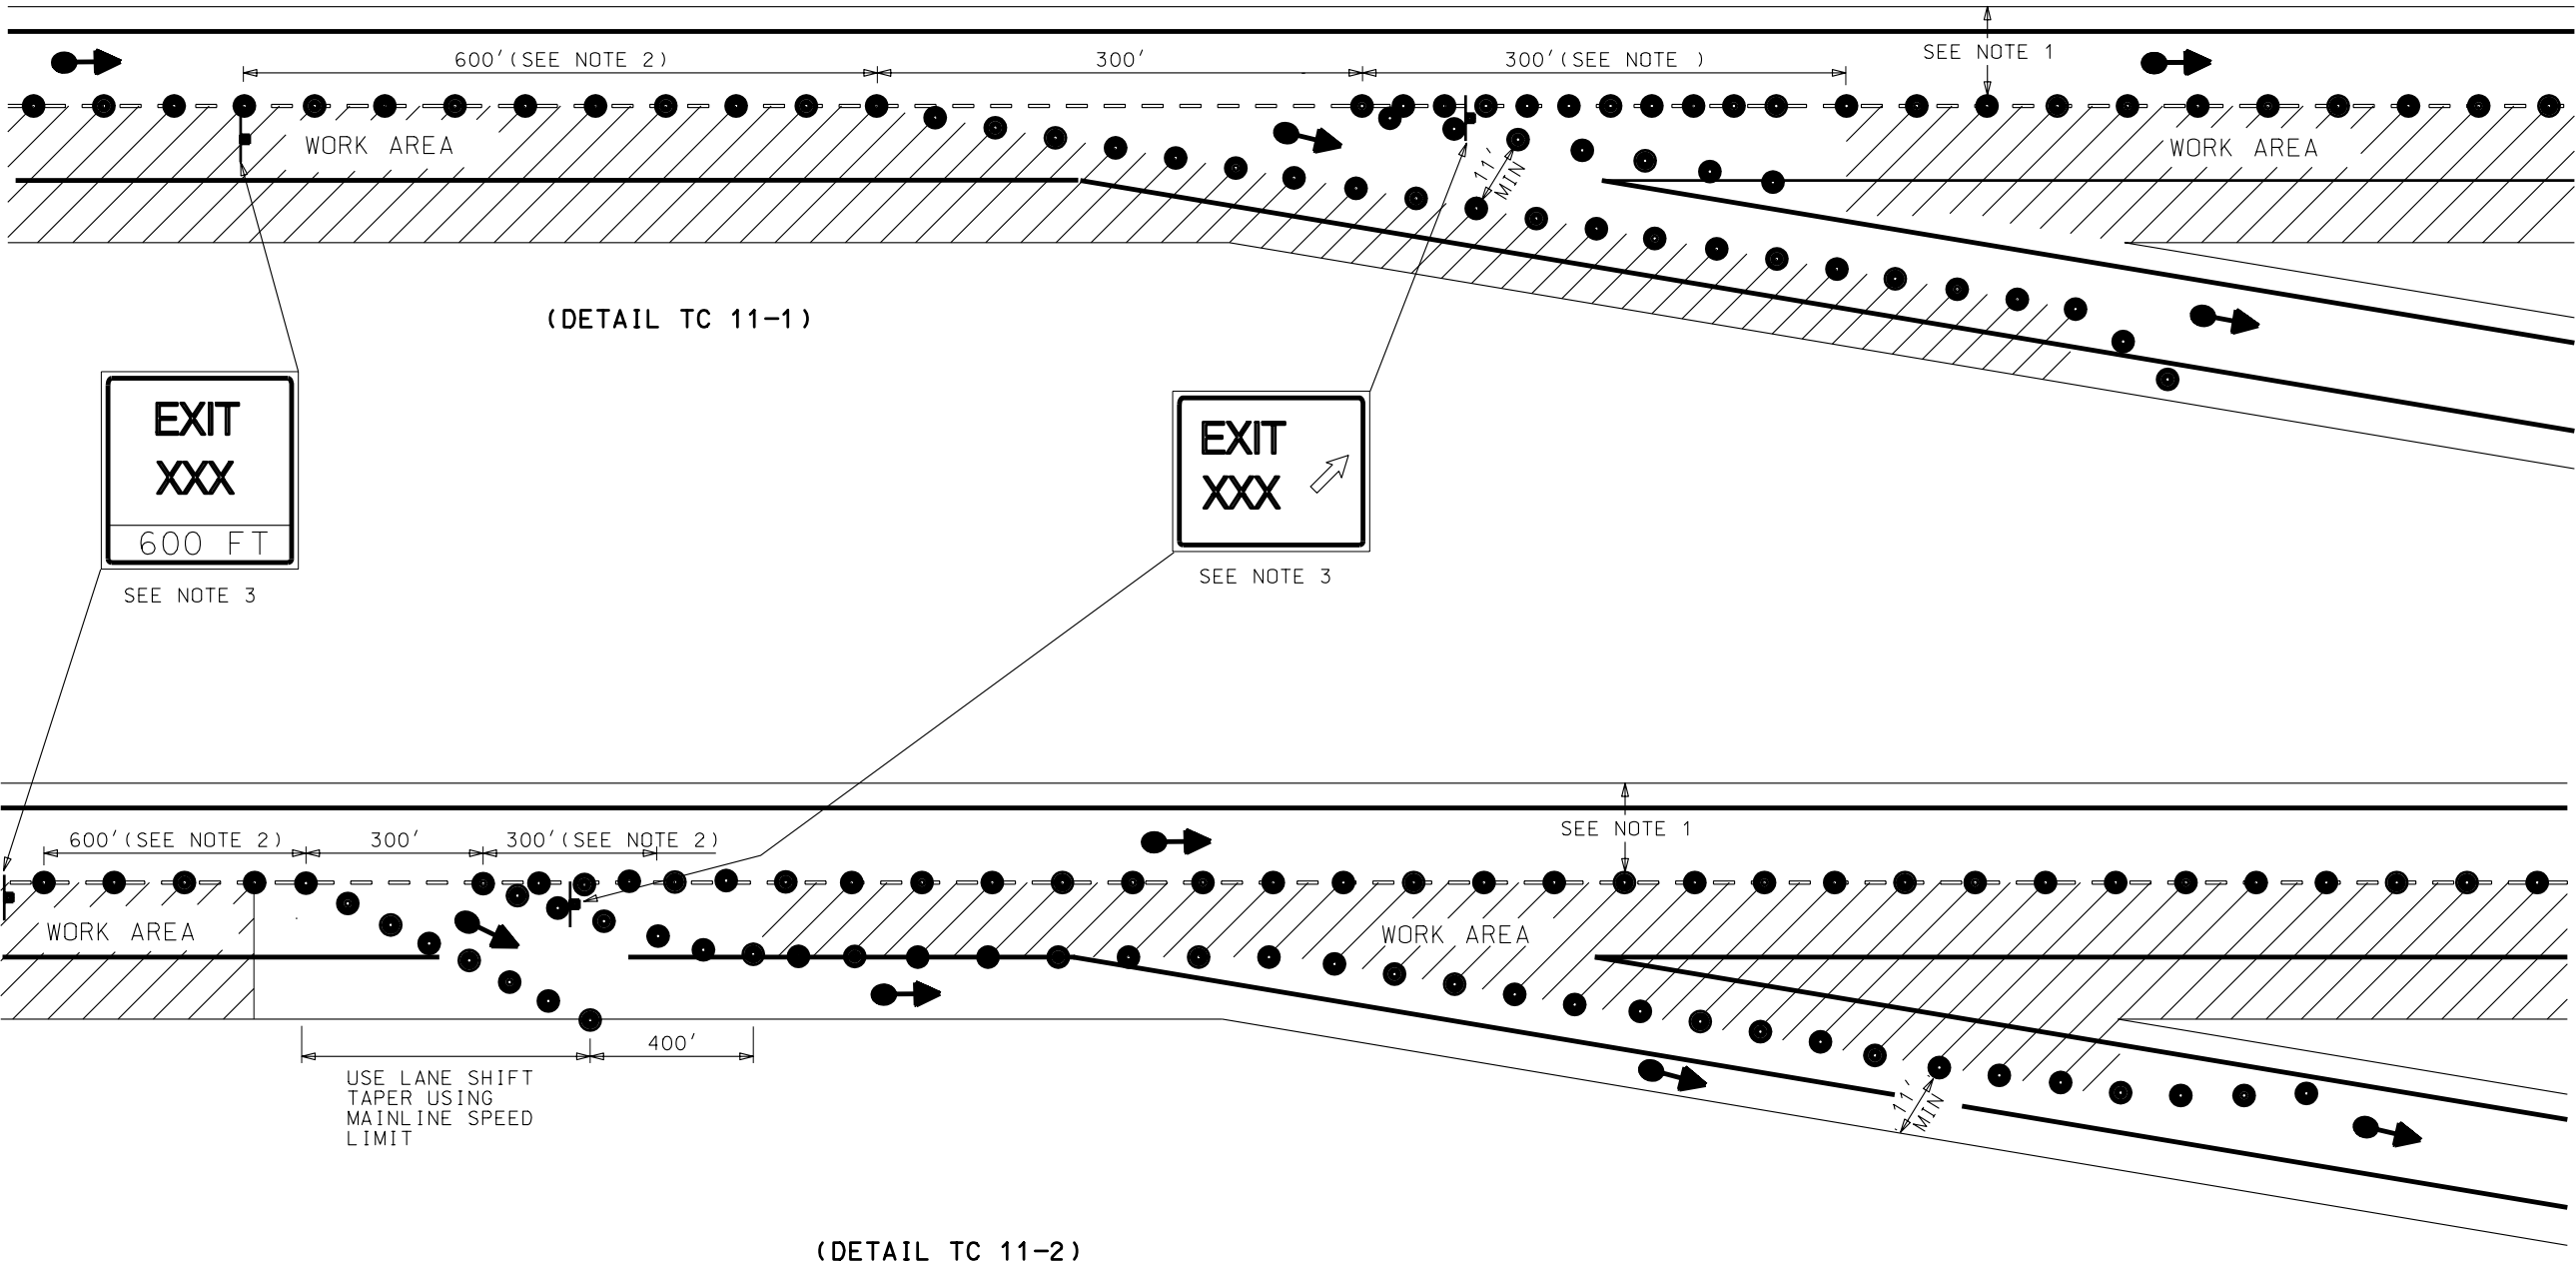 600'(SEE NOTE 2)
300'
300'(SEE NOTE )
SEE NOTE 1
WORK AREA
11'
MIN
WORK AREA
(DETAIL TC 11-1)
EXIT
XXX
600 FT
SEE NOTE 3
EXIT
XXX
SEE NOTE 3
600'(SEE NOTE 2)
300'
300'(SEE NOTE 2)
SEE NOTE 1
WORK AREA
WORK AREA
400'
USE LANE SHIFT
TAPER USING
MAINLINE SPEED
LIMIT
11'
MIN
(DETAIL TC 11-2)